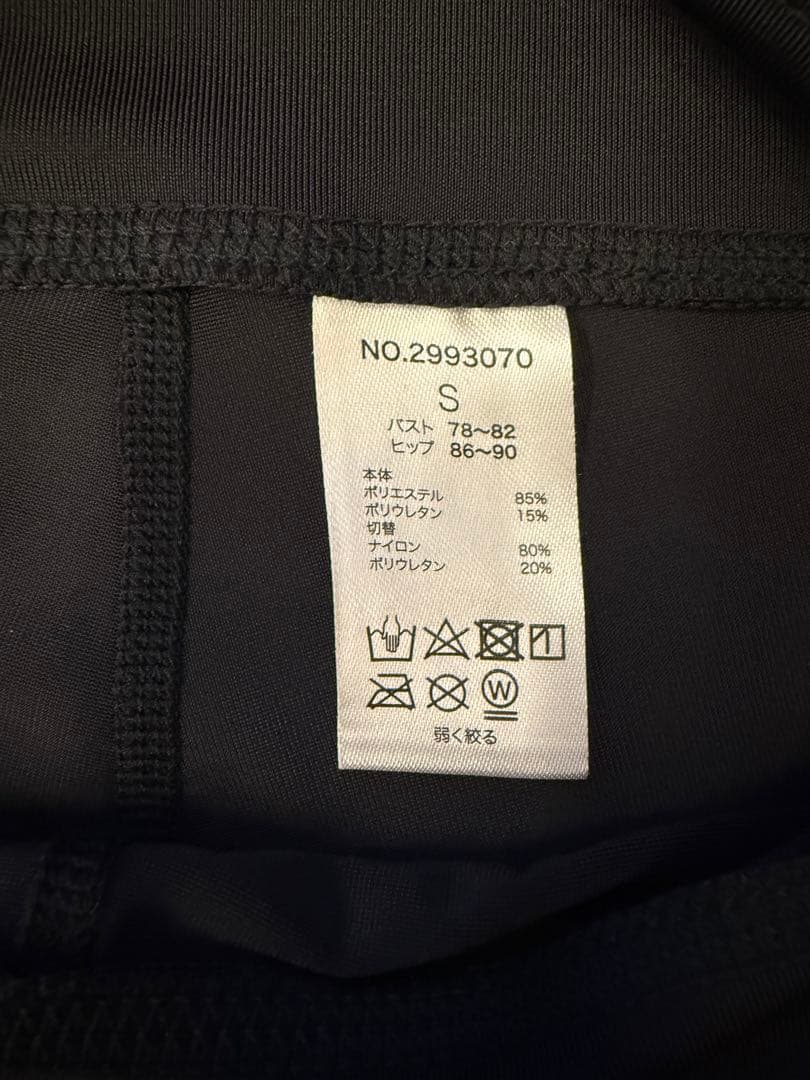 NO.2993070
S
バスト 78～82
ヒップ 86～90
本体
ポリエステル 85%
ポリウレタン 15%
切替
ナイロン 80%
ポリウレタン 20%
W
弱く絞る